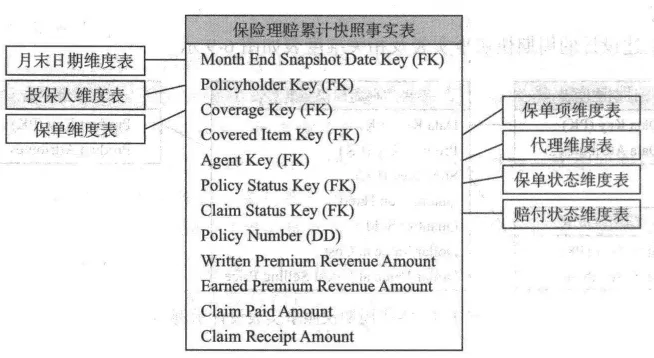 保险理赔累计快照事实表
Month End Snapshot Date Key (FK)
Policyholder Key (FK)
Coverage Key (FK)
Covered Item Key (FK)
Agent Key (FK)
Policy Status Key (FK)
Claim Status Key (FK)
Policy Number (DD)
Written Premium Revenue Amount
Earned Premium Revenue Amount
Claim Paid Amount
Claim Receipt Amount
月末日期维度表
投保人维度表
保单维度表
保单项维度表
代理维度表
保单状态维度表
赔付状态维度表